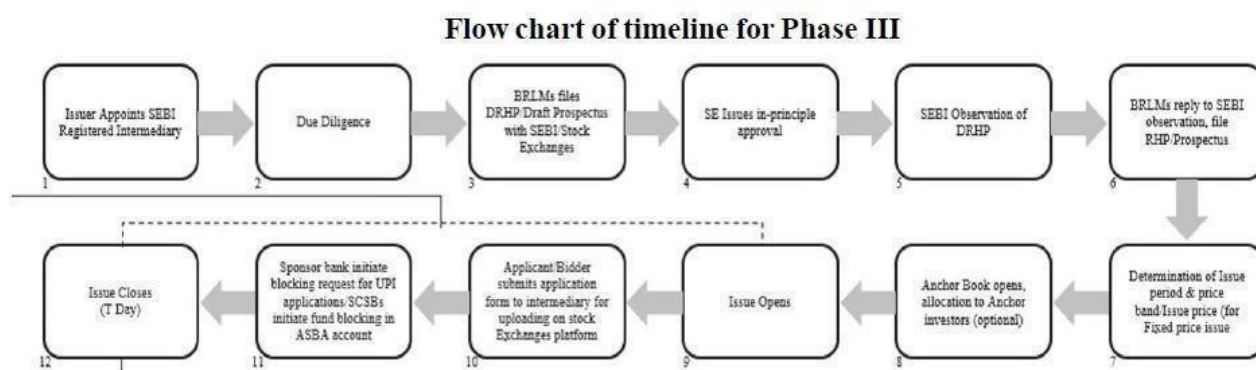 Flow chart of timeline for Phase III
Issuer Appoints SEBI
Registered Intermediary
1
Due Diligence
2
BRLMs files
DRHP/Draft Prospectus
with SEBI/Stock
Exchanges
3
SE Issues in-principle
approval
4
SEBI Observation of
DRHP
5
BRLMs reply to SEBI
observation, file
RHP/Prospectus
6
Determination of Issue
period & price
band/Issue price (for
Fixed price issue
7
Anchor Book opens,
allocation to Anchor
investors (optional)
8
Issue Opens
9
Applicant/Bidder
submits application
form to intermediary for
uploading on stock
Exchanges platform
10
Sponsor bank initiate
blocking request for UPI
applications/SCSBs
initiate fund blocking in
ASBA account
11
Issue Closes
(T Day)
12